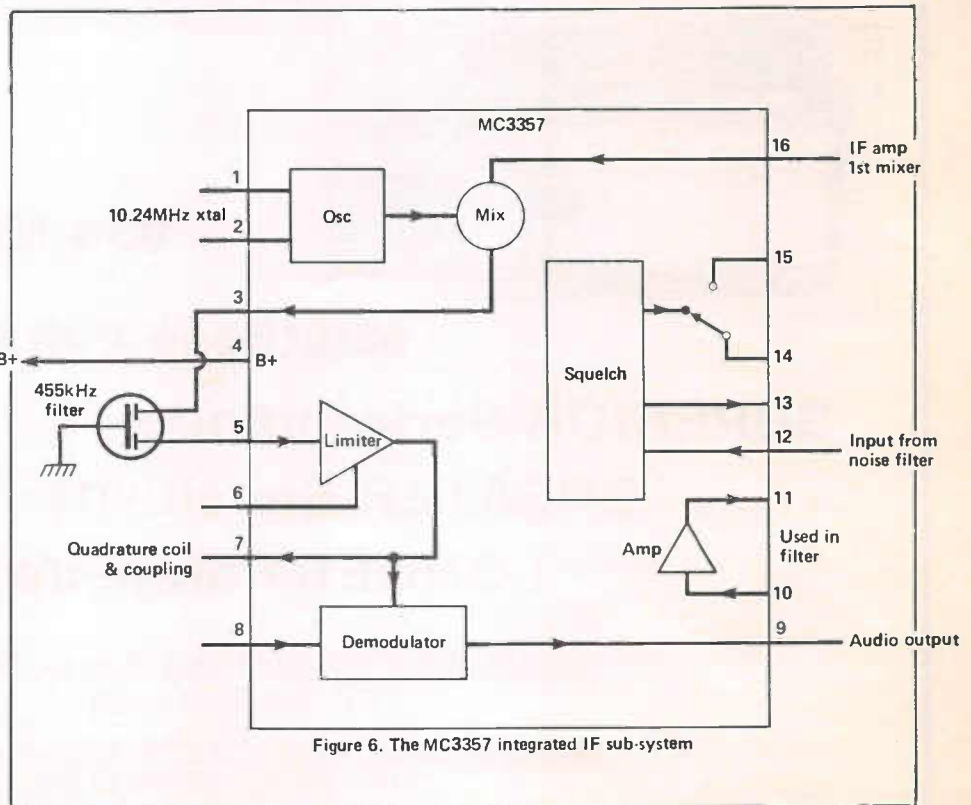 MC3357
16
IF amp
1st mixer
1
10.24MHz xtal
Osc
Mix
2
15
3
4
B+
B+
14
455kHz
filter
Squelch
13
5
Limiter
12
Input from
noise filter
6
11
Quadrature coil
& coupling
7
Amp
Used in
filter
10
8
Demodulator
9
Audio output
Figure 6. The MC3357 integrated IF sub-system